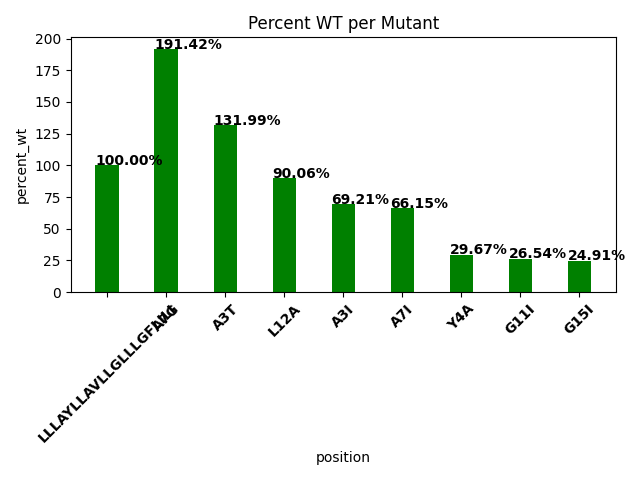 Percent WT per Mutant
percent_wt
200
175
150
125
100
75
50
25
0
100.00%
191.42%
131.99%
90.06%
69.21%
66.15%
29.67%
26.54%
24.91%
A3T
L12A
A3I
A7I
Y4A
G11I
G15I
position